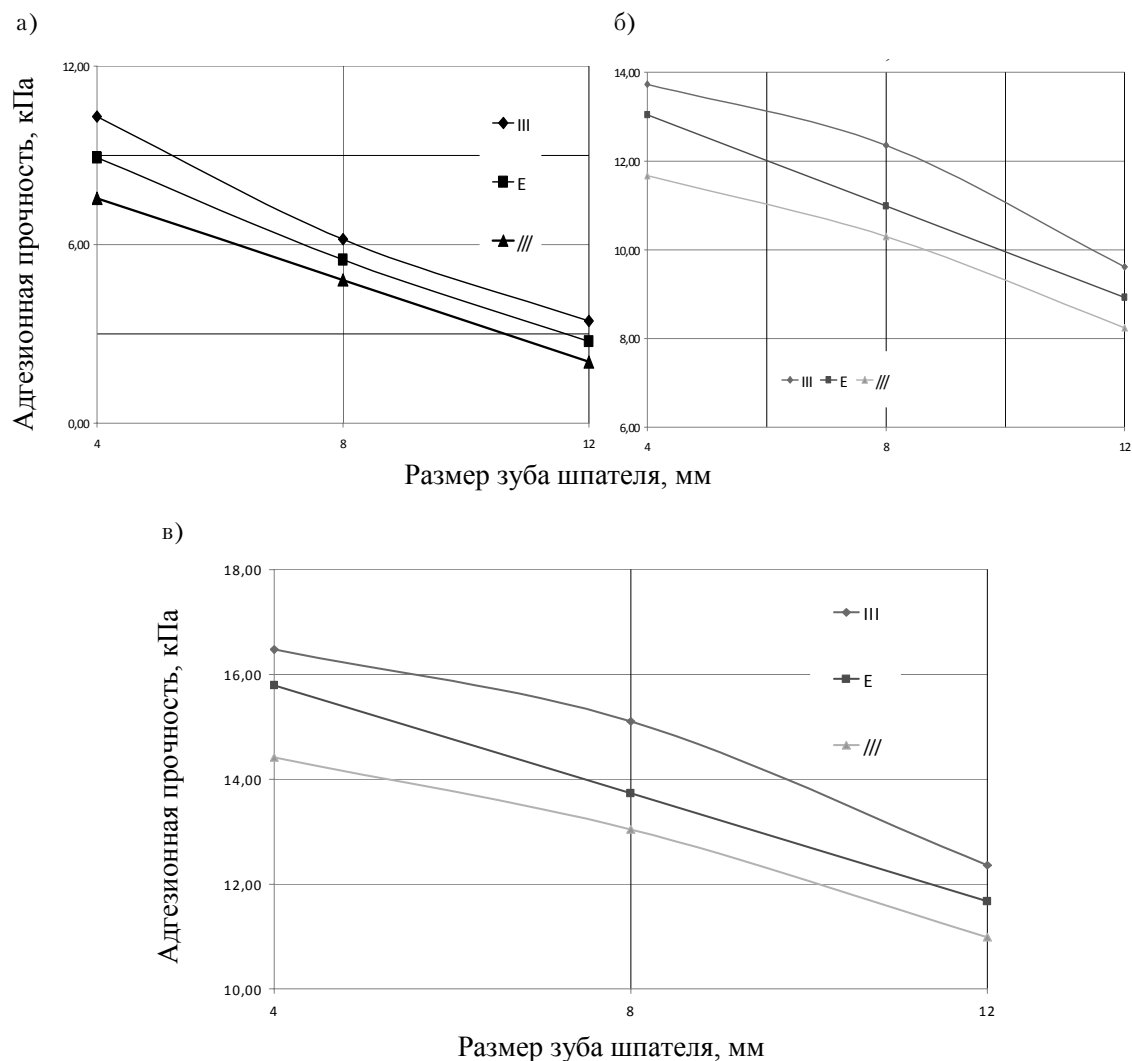 а)
Адгезионная прочность, кПа
12,00
6,00
0,00
4
8
12
III
E
///
б)
14,00
12,00
10,00
8,00
6,00
4
8
12
III E ///
Размер зуба шпателя, мм
в)
Адгезионная прочность, кПа
18,00
16,00
14,00
12,00
10,00
4
8
12
III
E
///
Размер зуба шпателя, мм